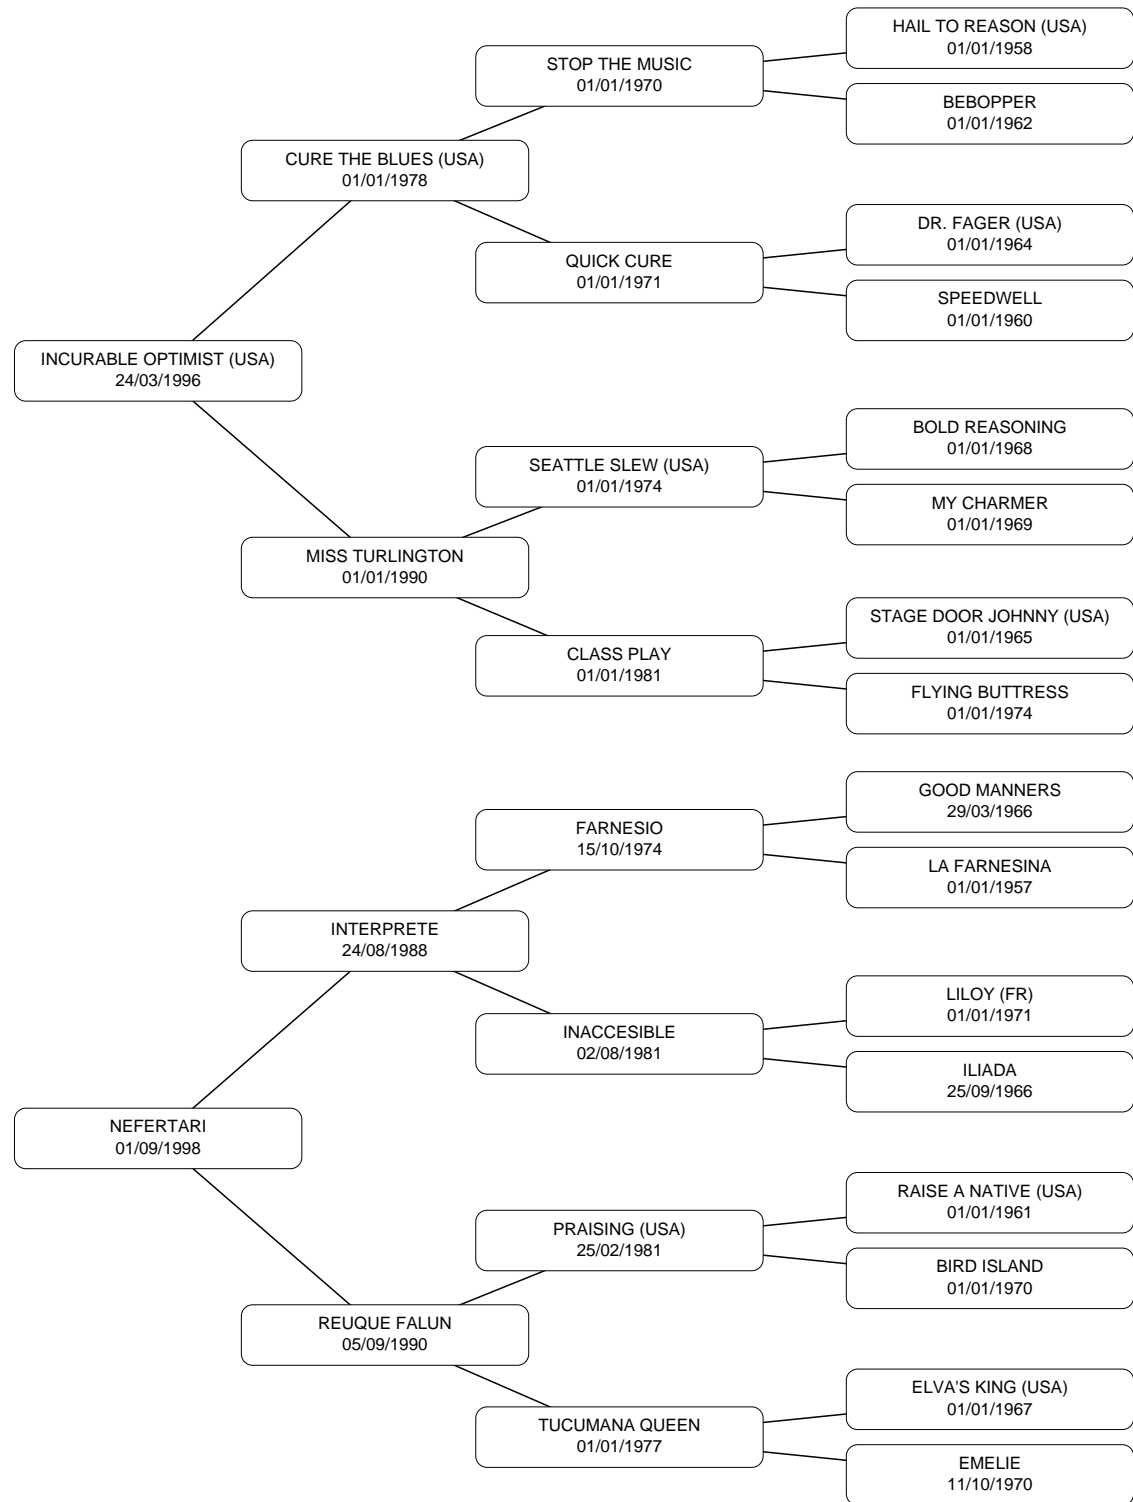 HAIL TO REASON (USA)
01/01/1958
STOP THE MUSIC
01/01/1970
BEBOPPER
01/01/1962
CURE THE BLUES (USA)
01/01/1978
DR. FAGER (USA)
01/01/1964
QUICK CURE
01/01/1971
SPEEDWELL
01/01/1960
INCURABLE OPTIMIST (USA)
24/03/1996
BOLD REASONING
01/01/1968
SEATTLE SLEW (USA)
01/01/1974
MY CHARMER
01/01/1969
MISS TURLINGTON
01/01/1990
STAGE DOOR JOHNNY (USA)
01/01/1965
CLASS PLAY
01/01/1981
FLYING BUTTRESS
01/01/1974
GOOD MANNERS
29/03/1966
FARNESIO
15/10/1974
LA FARNESINA
01/01/1957
INTERPRETE
24/08/1988
LILOY (FR)
01/01/1971
INACCESIBLE
02/08/1981
ILIADA
25/09/1966
NEFERTARI
01/09/1998
RAISE A NATIVE (USA)
01/01/1961
PRAISING (USA)
25/02/1981
BIRD ISLAND
01/01/1970
REUQUE FALUN
05/09/1990
ELVA'S KING (USA)
01/01/1967
TUCUMANA QUEEN
01/01/1977
EMELIE
11/10/1970